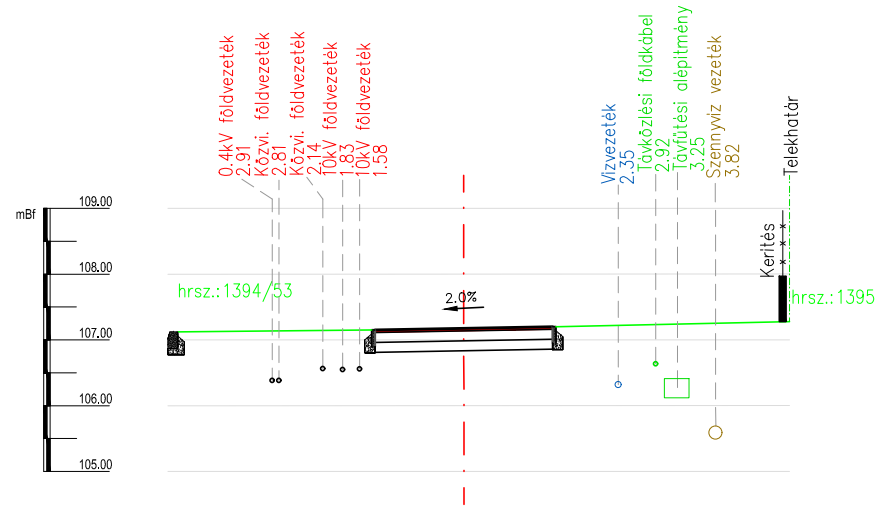 0.4kV földvezeték
2.91
Közvi. földvezeték
2.81
Közvi. földvezeték
2.14
10kV földvezeték
1.83
10kV földvezeték
1.58
Vízvezeték
2.35
Távközlési földkábel
2.92
Távfűtési alépítmény
3.25
Szennyvíz vezeték
3.82
Telekhatár
mBf
109.00
108.00
107.00
106.00
105.00
hrsz.:1394/53
2.0%
Kerítés
hrsz.:1395